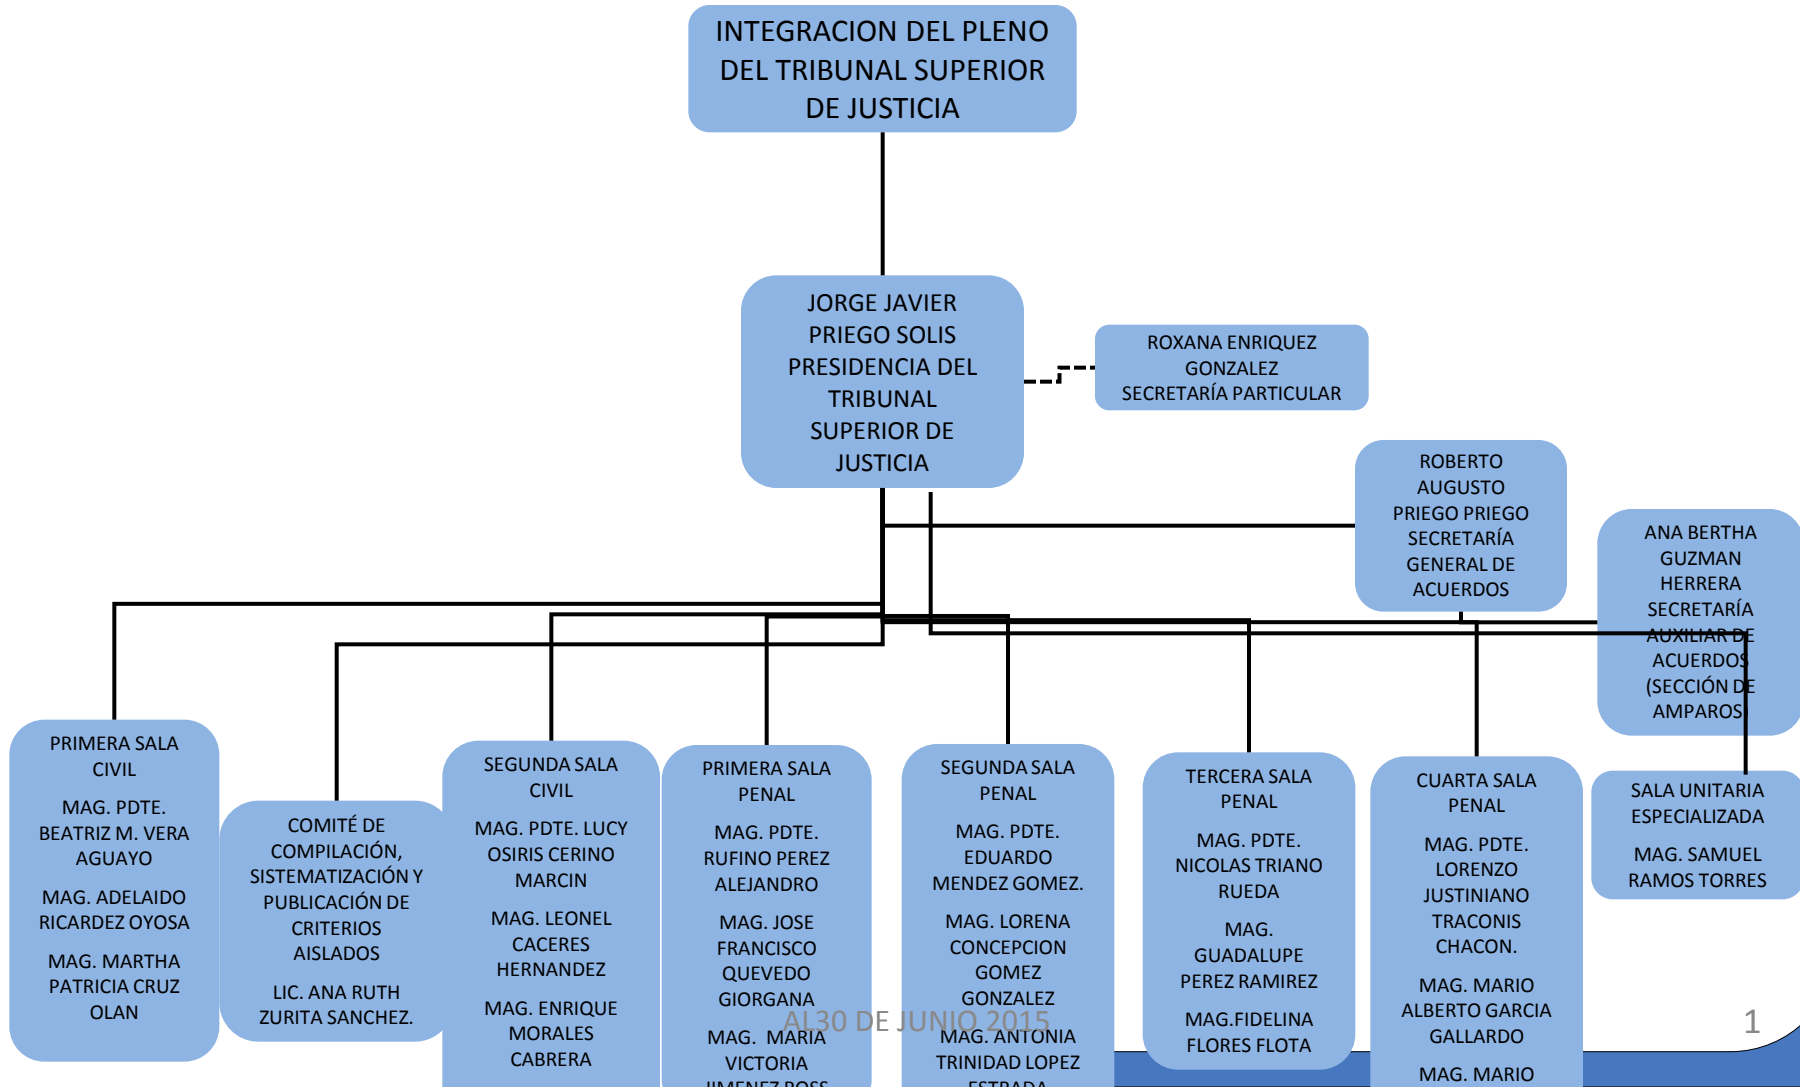 INTEGRACION DEL PLENO
DEL TRIBUNAL SUPERIOR
DE JUSTICIA
JORGE JAVIER
PRIEGO SOLIS
PRESIDENCIA DEL
TRIBUNAL
SUPERIOR DE
JUSTICIA
ROXANA ENRIQUEZ
GONZALEZ
SECRETARÍA PARTICULAR
ROBERTO
AUGUSTO
PRIEGO PRIEGO
SECRETARÍA
GENERAL DE
ACUERDOS
ANA BERTHA
GUZMAN
HERRERA
SECRETARÍA
AUXILIAR DE
ACUERDOS
(SECCIÓN DE
AMPAROS)
PRIMERA SALA
CIVIL
MAG. PDTE.
BEATRIZ M. VERA
AGUAYO
MAG. ADELAIDO
RICARDEZ OYOSA
MAG. MARTHA
PATRICIA CRUZ
OLAN
COMITÉ DE
COMPILACIÓN,
SISTEMATIZACIÓN Y
PUBLICACIÓN DE
CRITERIOS
AISLADOS
LIC. ANA RUTH
ZURITA SANCHEZ.
SEGUNDA SALA
CIVIL
MAG. PDTE. LUCY
OSIRIS CERINO
MARCIN
MAG. LEONEL
CACERES
HERNANDEZ
MAG. ENRIQUE
MORALES
CABRERA
PRIMERA SALA
PENAL
MAG. PDTE.
RUFINO PEREZ
ALEJANDRO
MAG. JOSE
FRANCISCO
QUEVEDO
GIORGANA
MAG. MARIA
VICTORIA
JIMENEZ ROSS
SEGUNDA SALA
PENAL
MAG. PDTE.
EDUARDO
MENDEZ GOMEZ.
MAG. LORENA
CONCEPCION
GOMEZ
GONZALEZ
MAG. ANTONIA
TRINIDAD LOPEZ
ESTRADA
TERCERA SALA
PENAL
MAG. PDTE.
NICOLAS TRIANO
RUEDA
MAG.
GUADALUPE
PEREZ RAMIREZ
MAG.FIDELINA
FLORES FLOTA
CUARTA SALA
PENAL
MAG. PDTE.
LORENZO
JUSTINIANO
TRACONIS
CHACON.
MAG. MARIO
ALBERTO GARCIA
GALLARDO
MAG. MARIO
SALA UNITARIA
ESPECIALIZADA
MAG. SAMUEL
RAMOS TORRES
AL30 DE JUNIO 2015
1